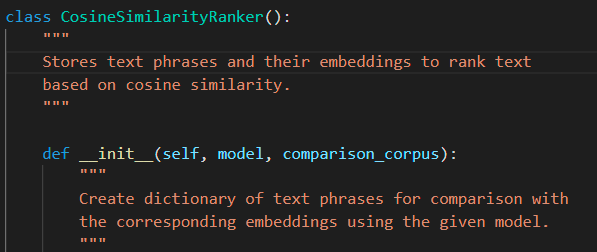 class CosineSimilarityRanker():
    """
    Stores text phrases and their embeddings to rank text
    based on cosine similarity.
    """
    def __init__(self, model, comparison_corpus):
        """
        Create dictionary of text phrases for comparison with
        the corresponding embeddings using the given model.
        """